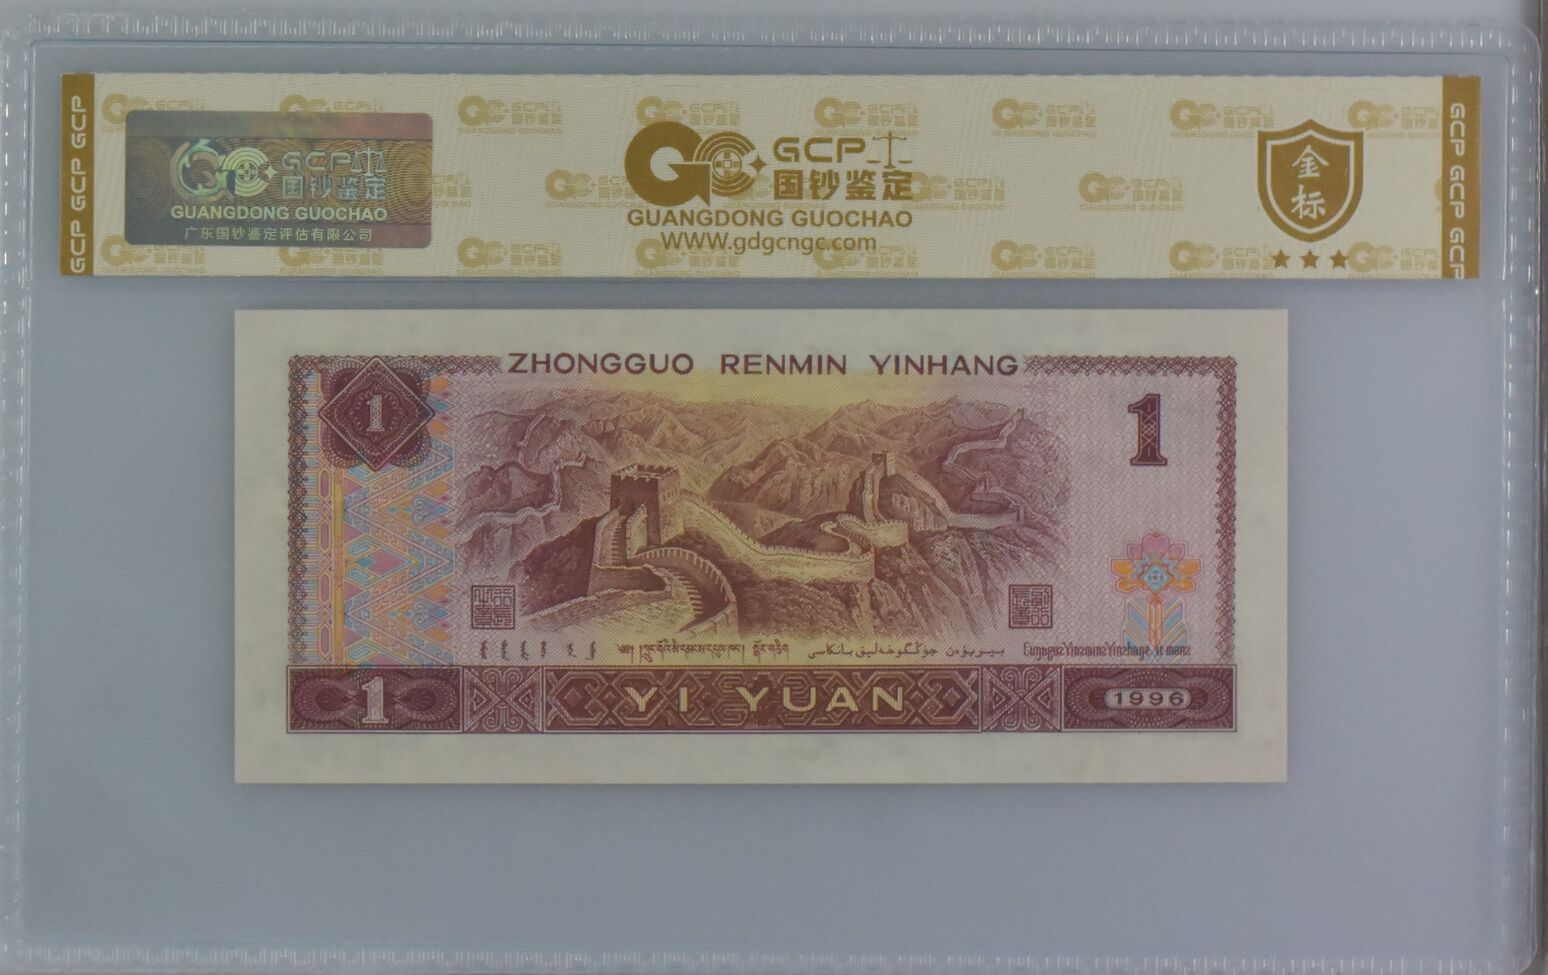 GCP GCP GCP
GCP
国钞鉴定
GUANGDONG GUOCHAO
广东国钞鉴定评估有限公司
GCP
国钞鉴定
GUANGDONG GUOCHAO
www.gdgcngc.com
金
标
GCP GCP GCP
ZHONGGUO RENMIN YINHANG
1
1
1
YI YUAN
1996